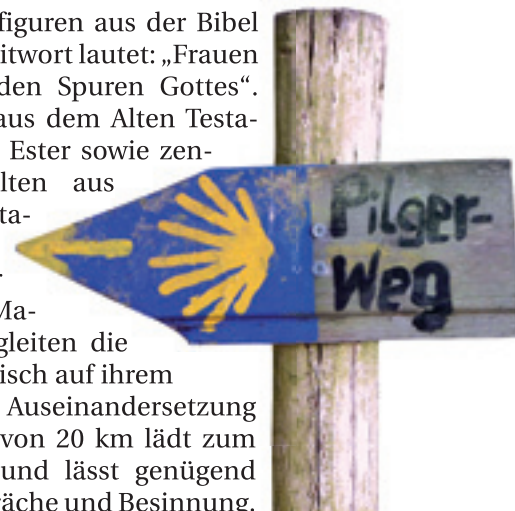 figuren aus der Bibel
itwort lautet: „Frauen
den Spuren Gottes“.
aus dem Alten Testa-
Ester sowie zen-
lten aus
ta-
r
Ma-
gleiten die
isch auf ihrem
Auseinandersetzung
von 20 km lädt zum
und lässt genügend
räche und Besinnung.
Pilger-
Weg